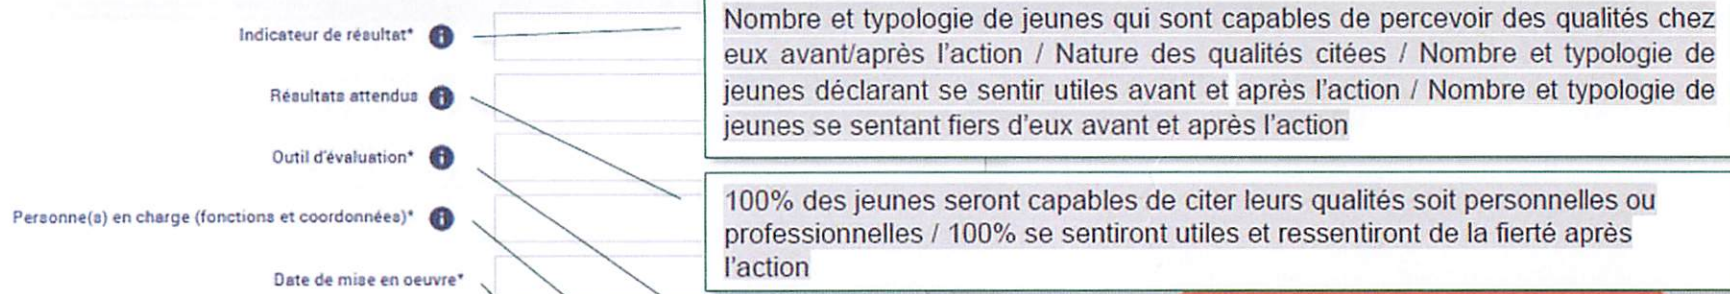 Indicateur de résultat*
Nombre et typologie de jeunes qui sont capables de percevoir des qualités chez
eux avant/après l'action / Nature des qualités citées / Nombre et typologie de
jeunes déclarant se sentir utiles avant et après l'action / Nombre et typologie de
jeunes se sentant fiers d'eux avant et après l'action
Résultats attendus
100% des jeunes seront capables de citer leurs qualités soit personnelles ou
professionnelles / 100% se sentiront utiles et ressentiront de la fierté après
l'action
Outil d'évaluation*
Personne(s) en charge (fonctions et coordonnées)*
Date de mise en oeuvre*